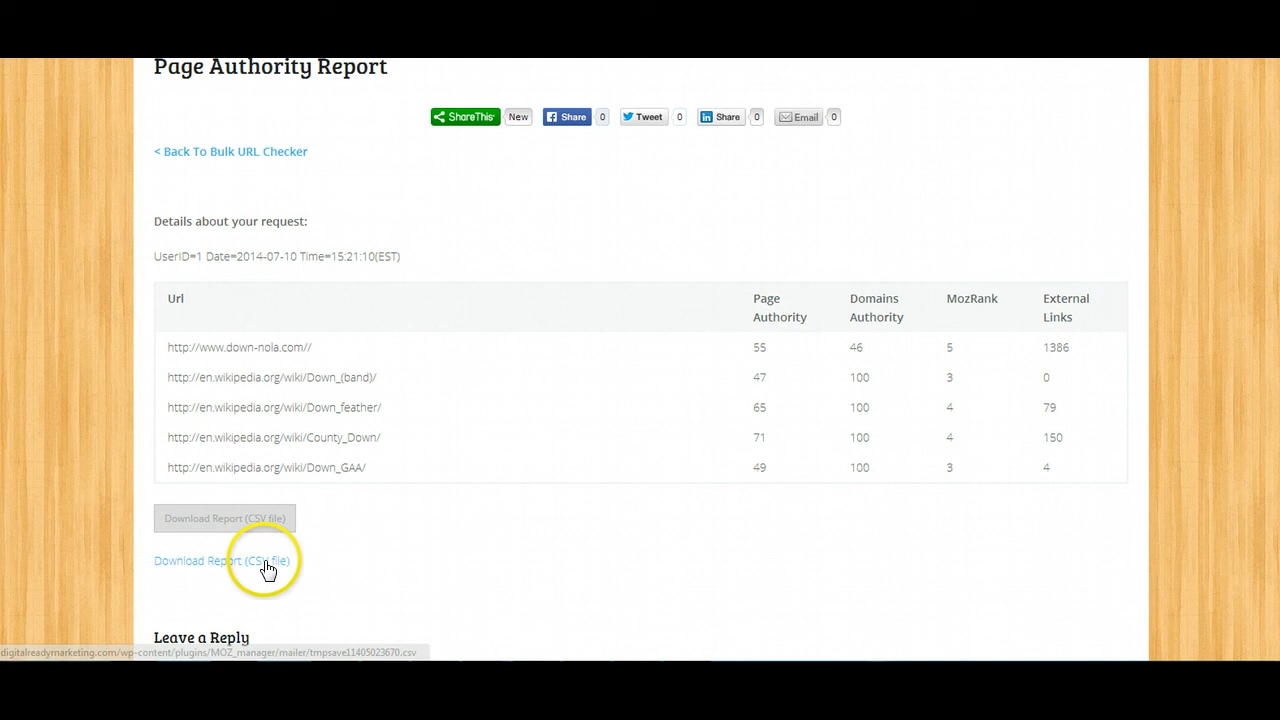 Page Authority Report
ShareThis New Share 0 Tweet 0 Share 0 Email 0
< Back To Bulk URL Checker
Details about your request:
UserID=1 Date=2014-07-10 Time=15:21:10(EST)
Url Page Authority Domains Authority MozRank External Links
http://www.down-nola.com// 55 46 5 1386
http://en.wikipedia.org/wiki/Down_(band)/ 47 100 3 0
http://en.wikipedia.org/wiki/Down_feather/ 65 100 4 79
http://en.wikipedia.org/wiki/County_Down/ 71 100 4 150
http://en.wikipedia.org/wiki/Down_GAA/ 49 100 3 4
Download Report (CSV file)
Download Report (CSV file)
Leave a Reply
digitalreadymarketing.com/wp-content/plugins/MOZ_manager/mailer/tmpsave11405023670.csv